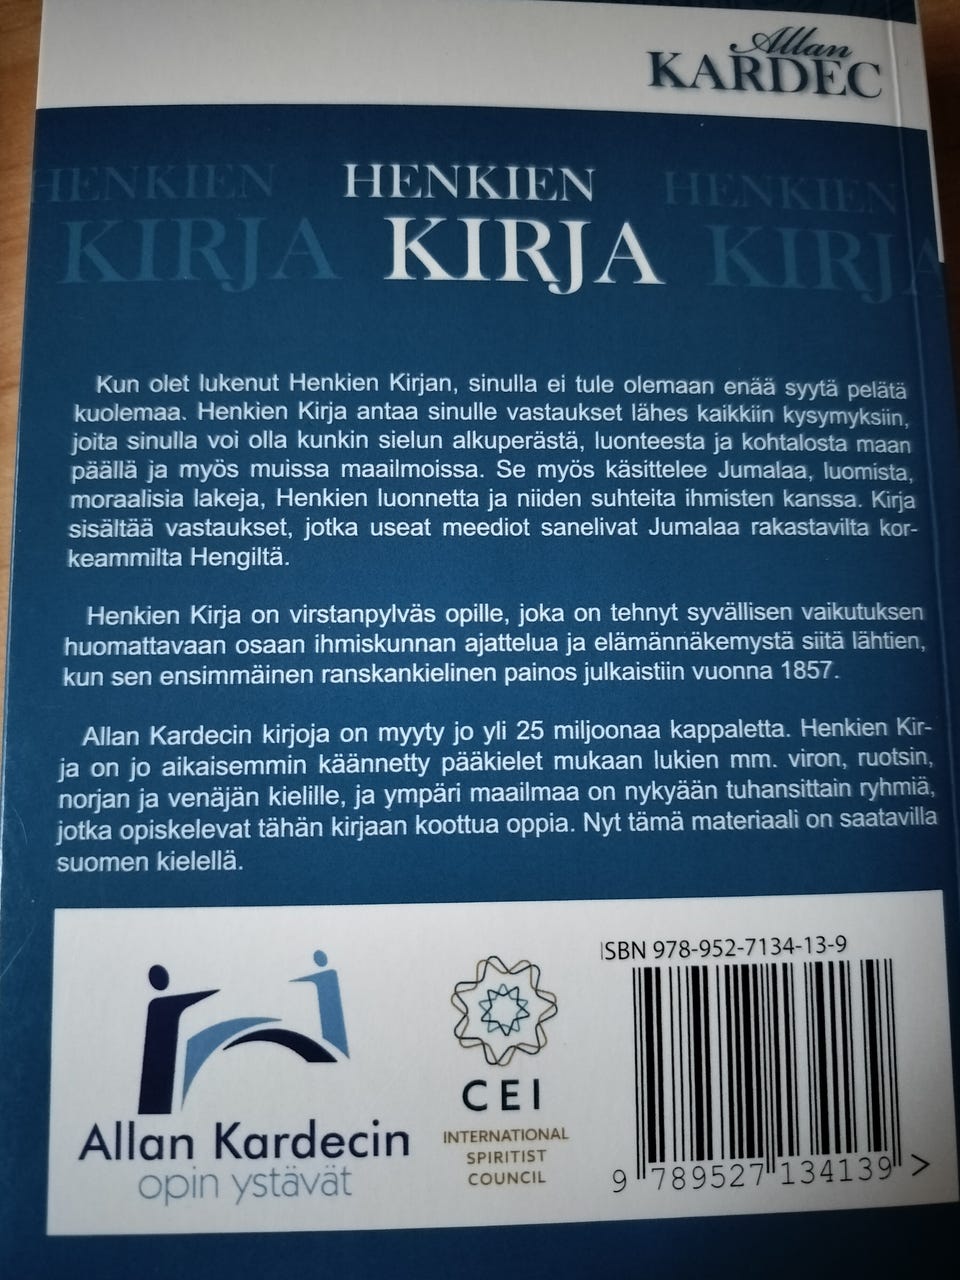 Allan
KARDEC
HENKIEN HENKIEN HENKIEN
KIRJA KIRJA KIRJA
Kun olet lukenut Henkien Kirjan, sinulla ei tule olemaan enää syytä pelätä
kuolemaa. Henkien Kirja antaa sinulle vastaukset lähes kaikkiin kysymyksiin,
joita sinulla voi olla kunkin sielun alkuperästä, luonteesta ja kohtalosta maan
päällä ja myös muissa maailmoissa. Se myös käsittelee Jumalaa, luomista,
moraalisia lakeja, Henkien luonnetta ja niiden suhteita ihmisten kanssa. Kirja
sisältää vastaukset, jotka useat meediot sanelivat Jumalaa rakastavilta kor-
keammilta Hengiltä.
Henkien Kirja on virstanpylväs opille, joka on tehnyt syvällisen vaikutuksen
huomattavaan osaan ihmiskunnan ajattelua ja elämännäkemystä siitä lähtien,
kun sen ensimmäinen ranskankielinen painos julkaistiin vuonna 1857.
Allan Kardecin kirjoja on myyty jo yli 25 miljoonaa kappaletta. Henkien Kir-
ja on jo aikaisemmin käännetty pääkielet mukaan lukien mm. viron, ruotsin,
norjan ja venäjän kielille, ja ympäri maailmaa on nykyään tuhansittain ryhmiä,
jotka opiskelevat tähän kirjaan koottua oppia. Nyt tämä materiaali on saatavilla
suomen kielellä.
Allan Kardecin
opin ystävät
CEI
INTERNATIONAL
SPIRITIST
COUNCIL
ISBN 978-952-7134-13-9
9 789527 134139 >